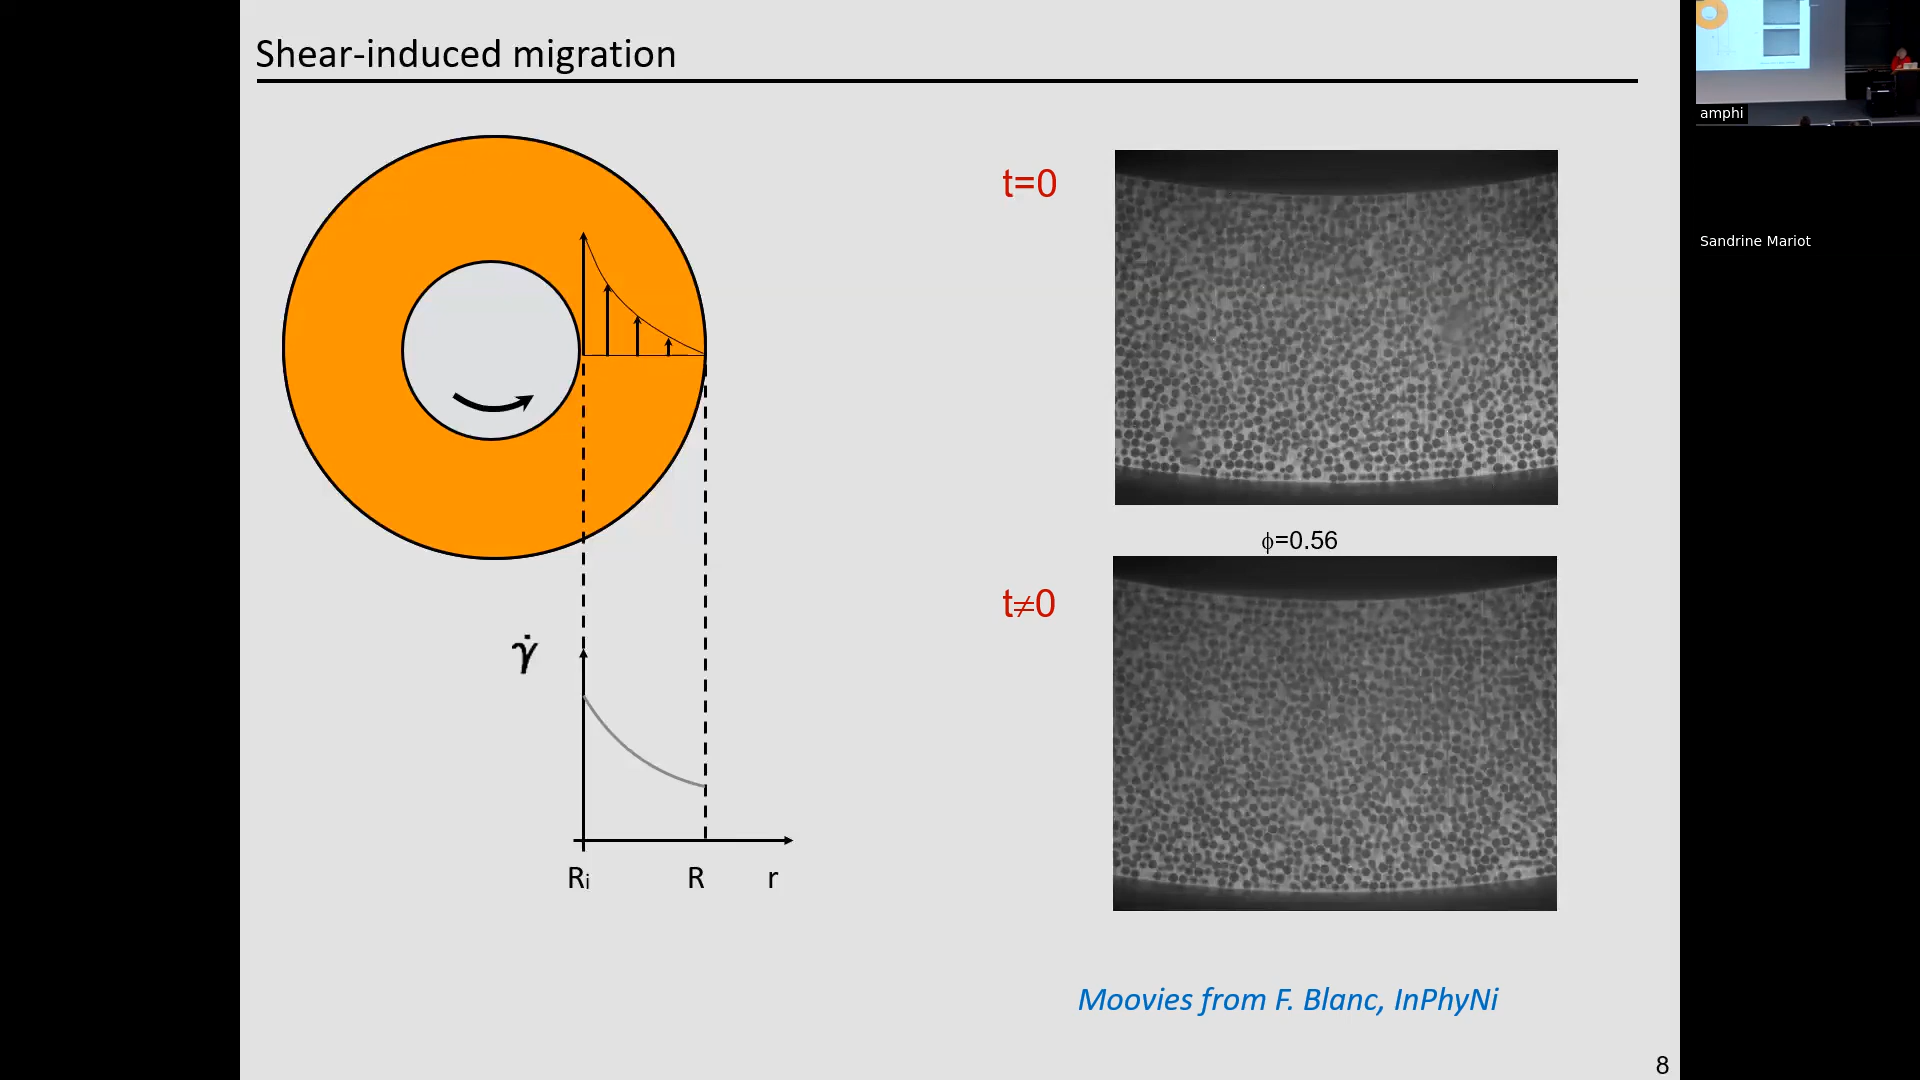 Shear-induced migration
t=0
ϕ=0.56
t≠0
γ̇
Rᵢ
R
r
Moovies from F. Blanc, InPhyNi
8
amphi
Sandrine Mariot